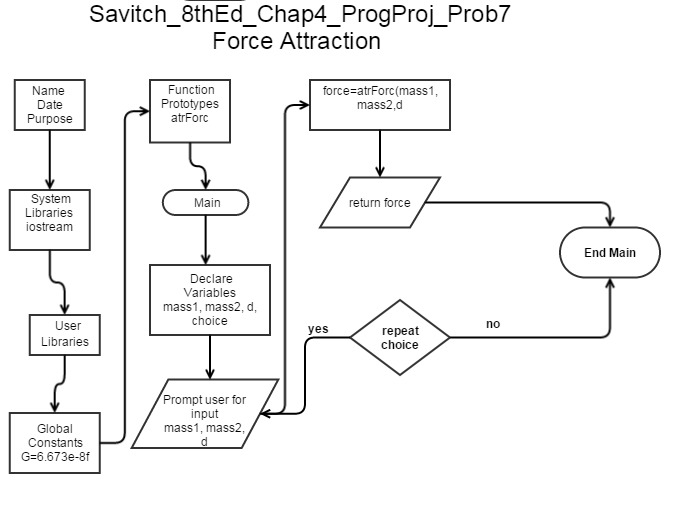 Savitch_8thEd_Chap4_ProgProj_Prob7
Force Attraction
Name
Date
Purpose
System
Libraries
iostream
User
Libraries
Global
Constants
G=6.673e-8f
Function
Prototypes
atrForc
Main
Declare
Variables
mass1, mass2, d,
choice
Prompt user for
input
mass1, mass2,
d
force=atrForc(mass1,
mass2,d
return force
End Main
repeat
choice
yes
no